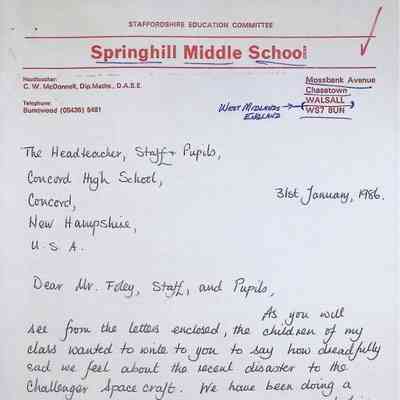 STAFFORDSHIRE EDUCATION COMMITTEE
Springhill Middle School
Headteacher:
C. W. McDonnell, Dip.Maths., D.A.S.E.
Telephone:
Burntwood (05436) 5481
Mossbank Avenue
Chasetown
WALSALL
WS7 8UN
WEST MIDLANDS
ENGLAND
The Headteacher, Staff + Pupils,
Concord High School,
Concord,
New Hampshire,
U.S.A.
31st January, 1986.
Dear Mr. Foley, Staff, and Pupils,
As you will
see from the letters enclosed, the children of my
class wanted to write to you to say how dreadfully
sad we feel about the recent disaster to the
Challenger Space craft. We have been doing a